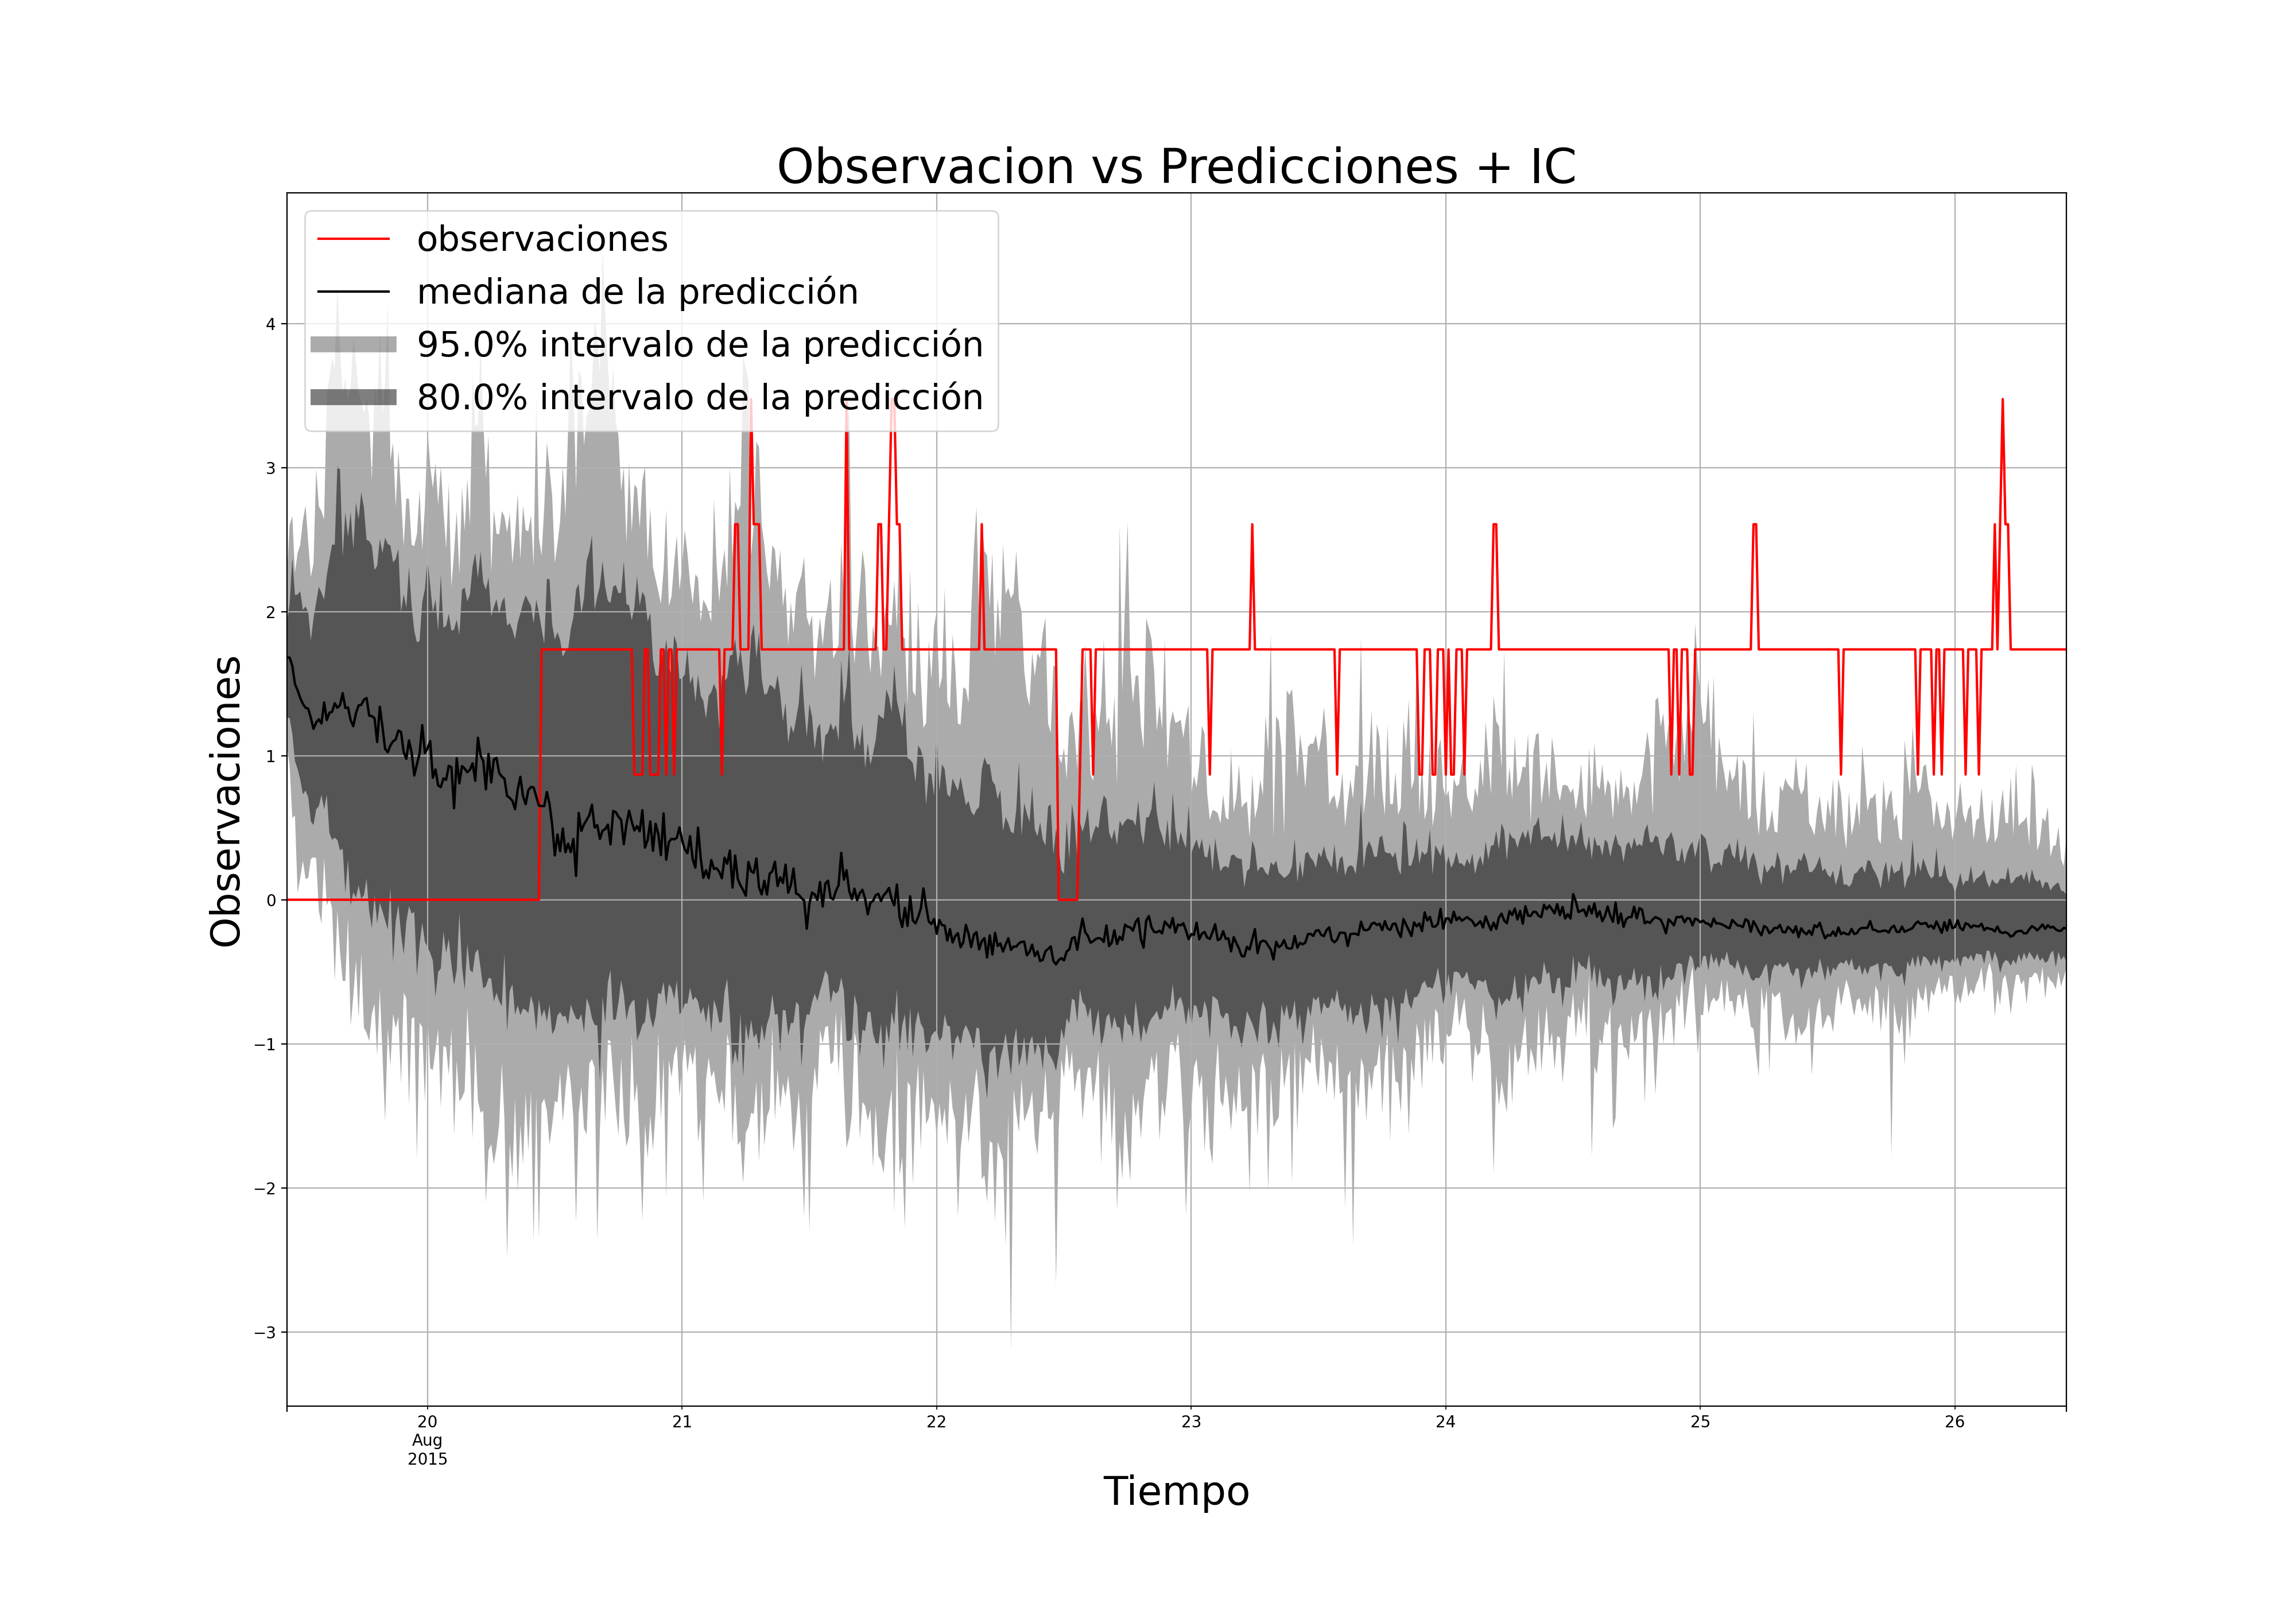 Observacion vs Predicciones + IC
observaciones
mediana de la predicción
95.0% intervalo de la predicción
80.0% intervalo de la predicción
Observaciones
4
3
2
1
0
−1
−2
−3
20
21
22
23
24
25
26
Aug
2015
Tiempo